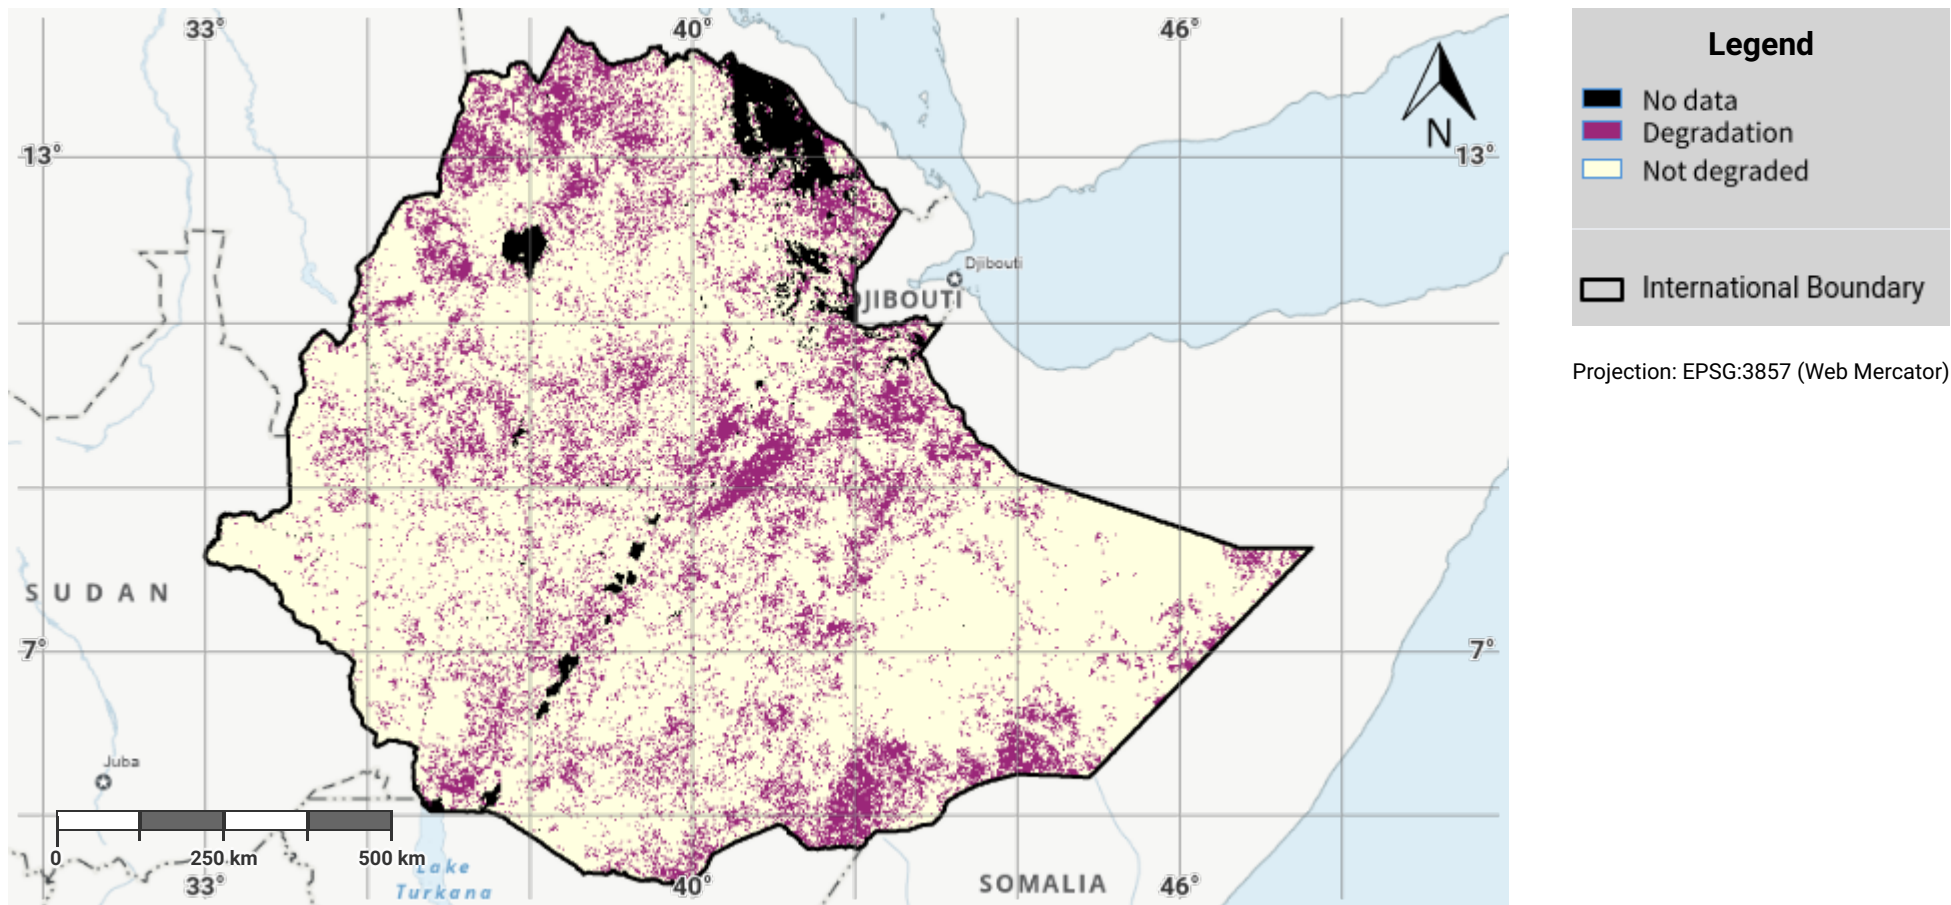 33°
40°
46°
13°
13°
Djibouti
DJIBOUTI
SUDAN
7°
7°
Juba
0
250 km
500 km
Lake
Turkana
33°
40°
SOMALIA
46°
N
Legend
No data
Degradation
Not degraded
International Boundary
Projection: EPSG:3857 (Web Mercator)